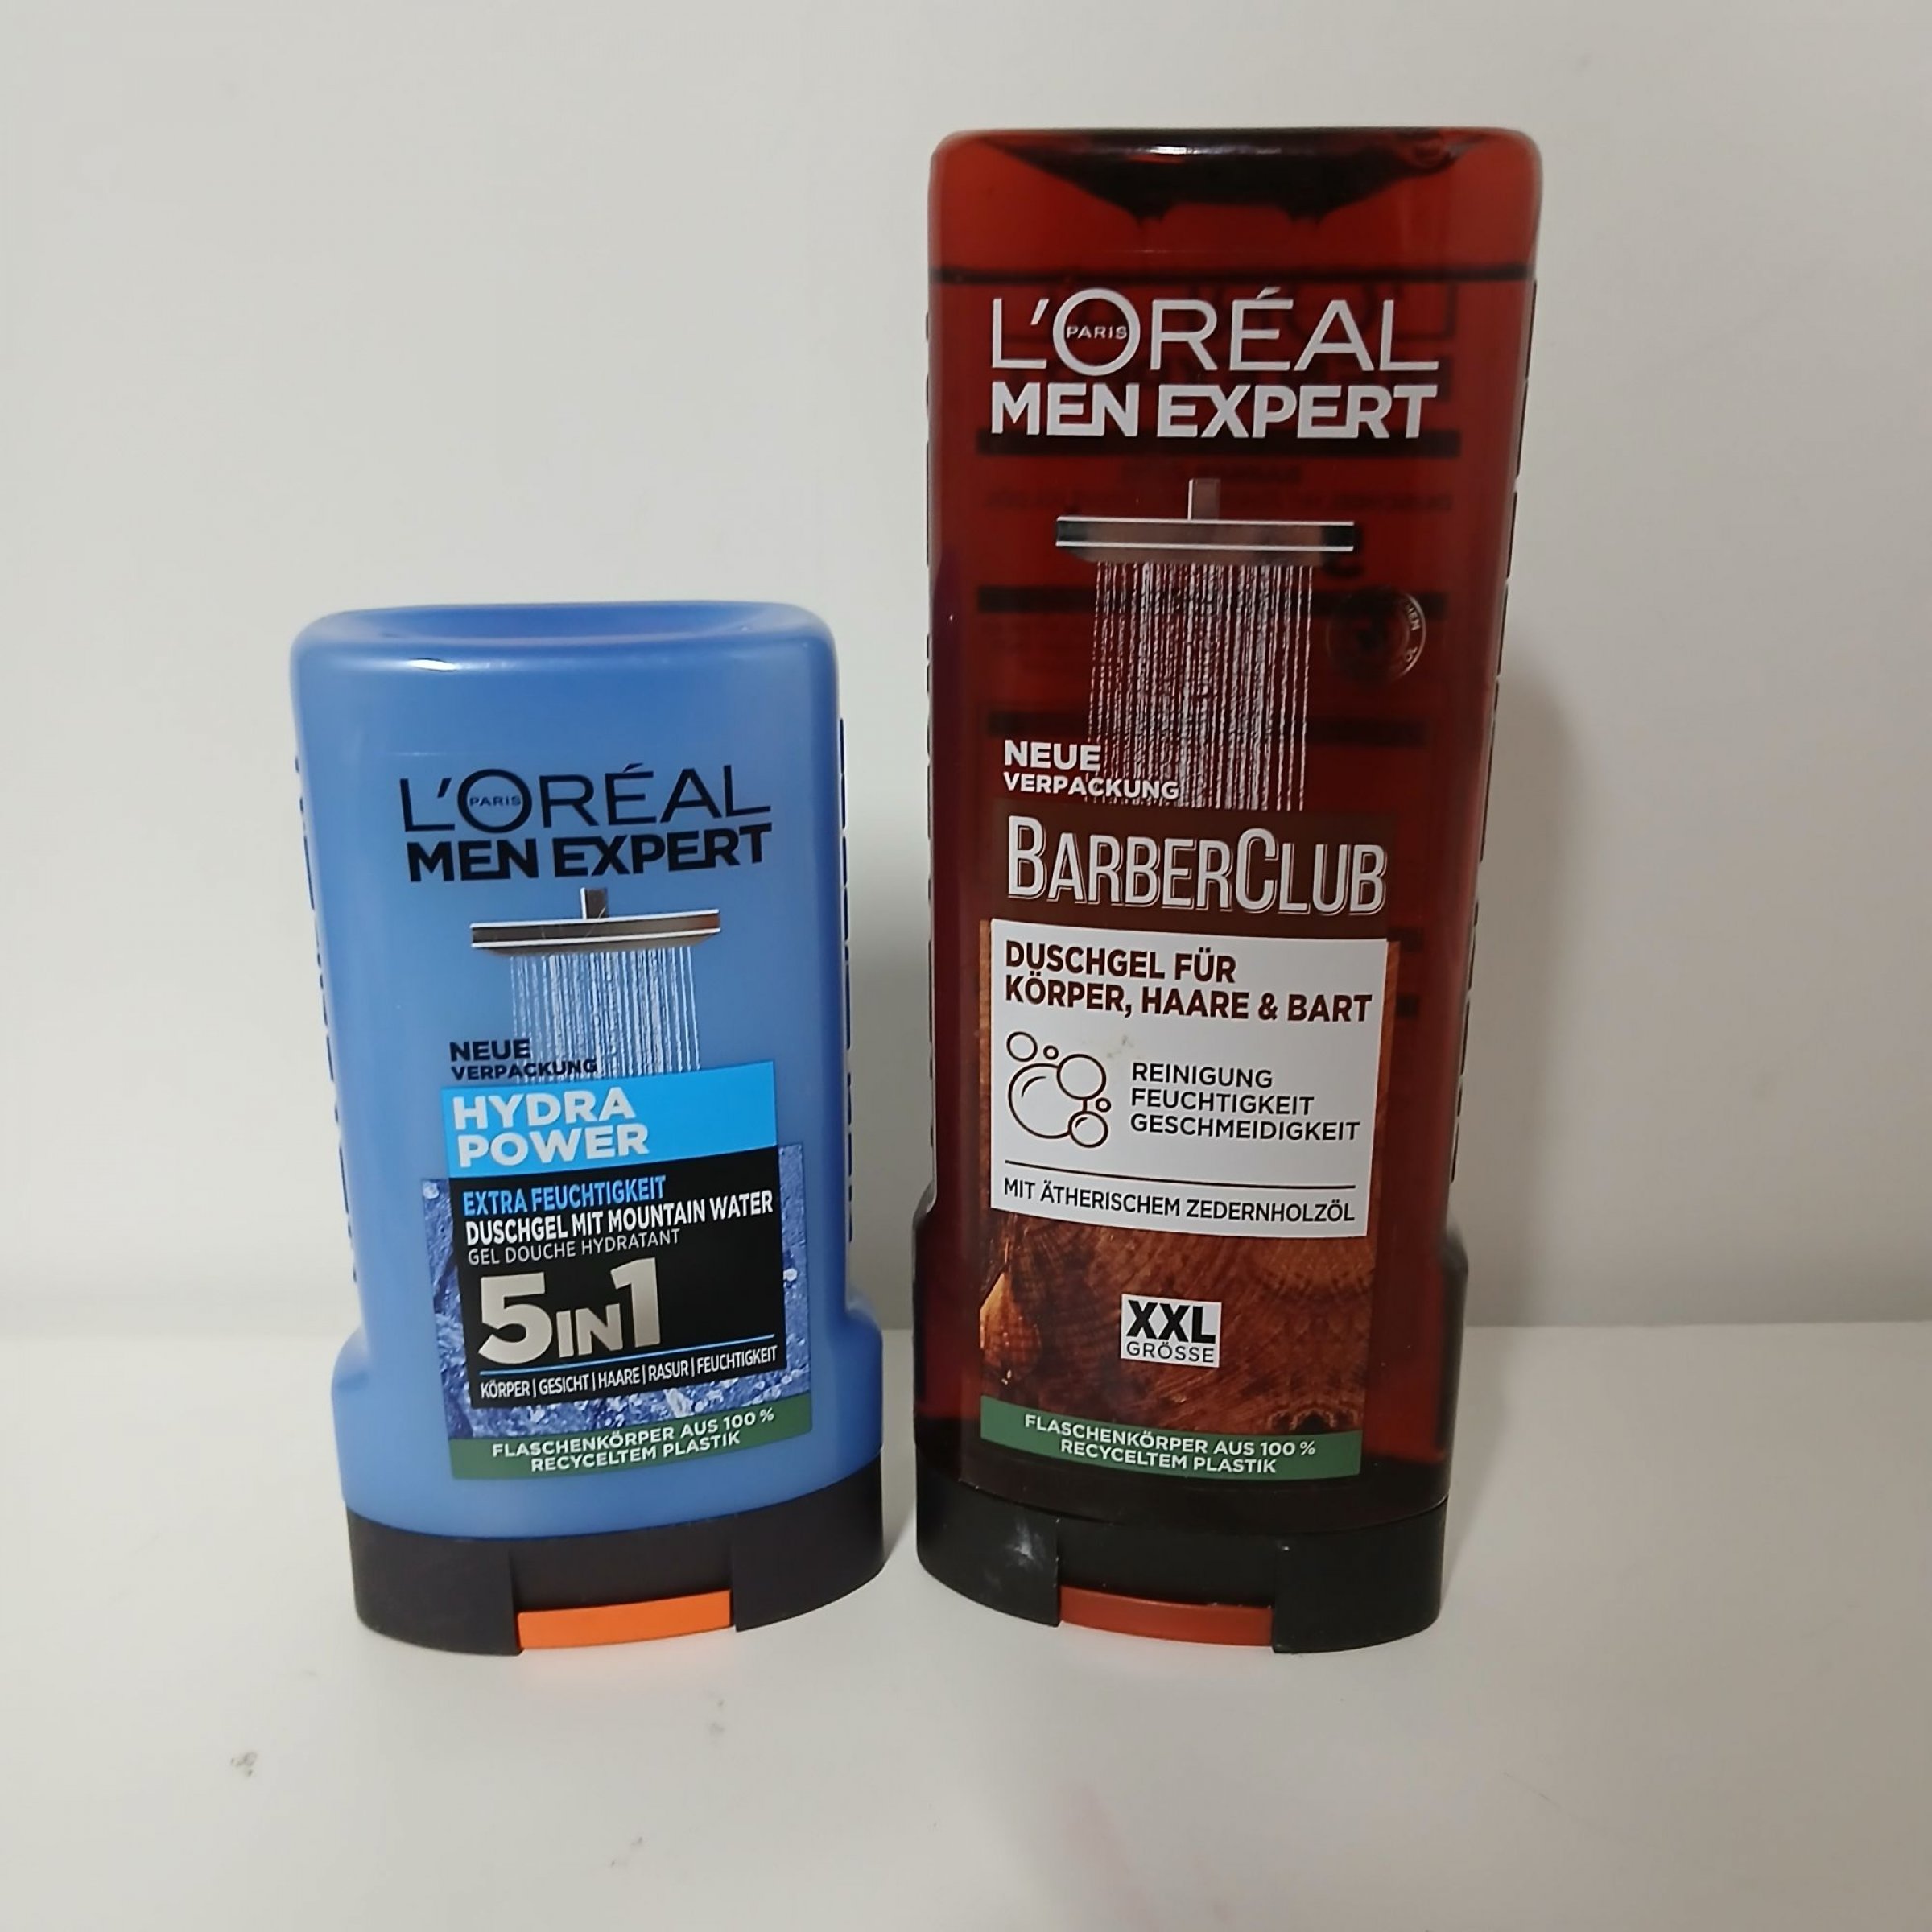 L'ORÉAL
PARIS
MEN EXPERT
NEUE
VERPACKUNG
HYDRA
POWER
EXTRA FEUCHTIGKEIT
DUSCHGEL MIT MOUNTAIN WATER
GEL DOUCHE HYDRATANT
5IN1
KÖRPER | GESICHT | HAARE | RASUR | FEUCHTIGKEIT
FLASCHENKÖRPER AUS 100 %
RECYCELTEM PLASTIK
L'ORÉAL
PARIS
MEN EXPERT
NEUE
VERPACKUNG
BARBERCLUB
DUSCHGEL FÜR
KÖRPER, HAARE & BART
REINIGUNG
FEUCHTIGKEIT
GESCHMEIDIGKEIT
MIT ÄTHERISCHEM ZEDERNHOLZÖL
XXL
GRÖSSE
FLASCHENKÖRPER AUS 100 %
RECYCELTEM PLASTIK